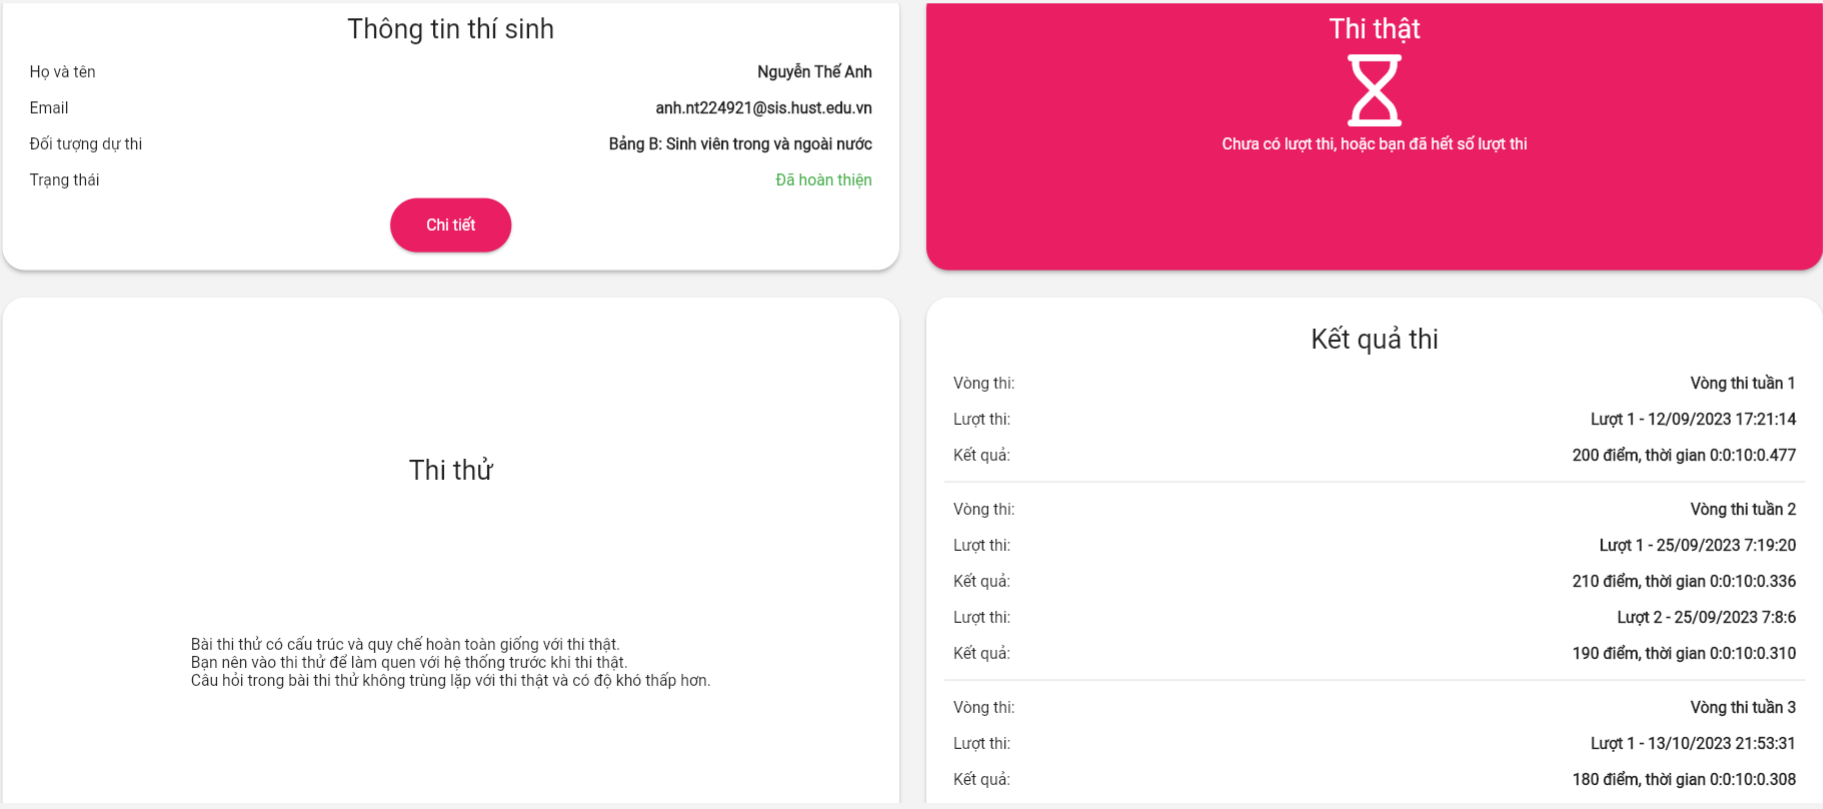 Thông tin thí sinh
Họ và tên Nguyễn Thế Anh
Email anh.nt224921@sis.hust.edu.vn
Đối tượng dự thi Bảng B: Sinh viên trong và ngoài nước
Trạng thái Đã hoàn thiện
Chi tiết
Thi thật
Chưa có lượt thi, hoặc bạn đã hết số lượt thi
Thi thử
Bài thi thử có cấu trúc và quy chế hoàn toàn giống với thi thật.
Bạn nên vào thi thử để làm quen với hệ thống trước khi thi thật.
Câu hỏi trong bài thi thử không trùng lặp với thi thật và có độ khó thấp hơn.
Kết quả thi
Vòng thi: Vòng thi tuần 1
Lượt thi: Lượt 1 - 12/09/2023 17:21:14
Kết quả: 200 điểm, thời gian 0:0:10:0.477
Vòng thi: Vòng thi tuần 2
Lượt thi: Lượt 1 - 25/09/2023 7:19:20
Kết quả: 210 điểm, thời gian 0:0:10:0.336
Lượt thi: Lượt 2 - 25/09/2023 7:8:6
Kết quả: 190 điểm, thời gian 0:0:10:0.310
Vòng thi: Vòng thi tuần 3
Lượt thi: Lượt 1 - 13/10/2023 21:53:31
Kết quả: 180 điểm, thời gian 0:0:10:0.308